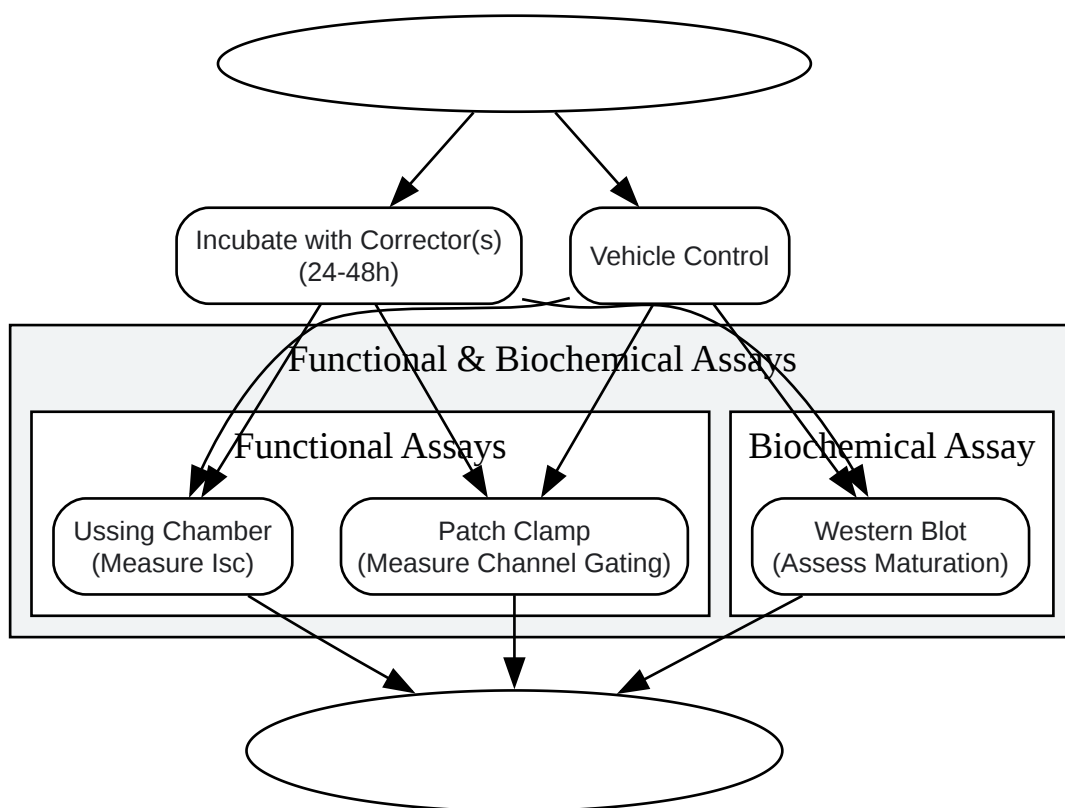 Incubate with Corrector(s)
(24-48h)
Vehicle Control
Functional & Biochemical Assays
Functional Assays
Biochemical Assay
Ussing Chamber
(Measure Isc)
Patch Clamp
(Measure Channel Gating)
Western Blot
(Assess Maturation)